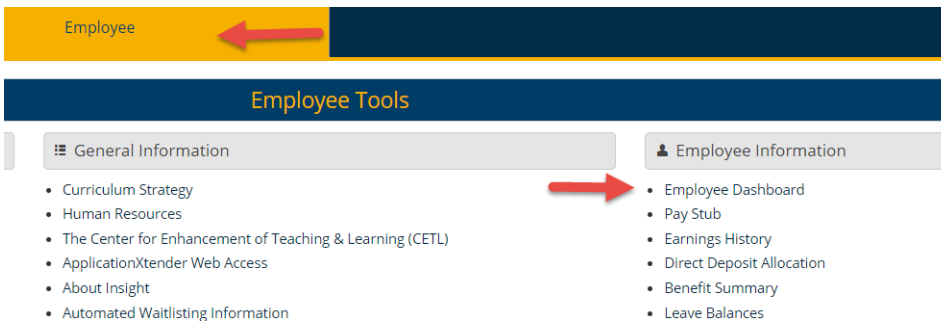 Employee
Employee Tools
General Information
• Curriculum Strategy
• Human Resources
• The Center for Enhancement of Teaching & Learning (CETL)
• ApplicationXtender Web Access
• About Insight
• Automated Waitlisting Information
Employee Information
• Employee Dashboard
• Pay Stub
• Earnings History
• Direct Deposit Allocation
• Benefit Summary
• Leave Balances